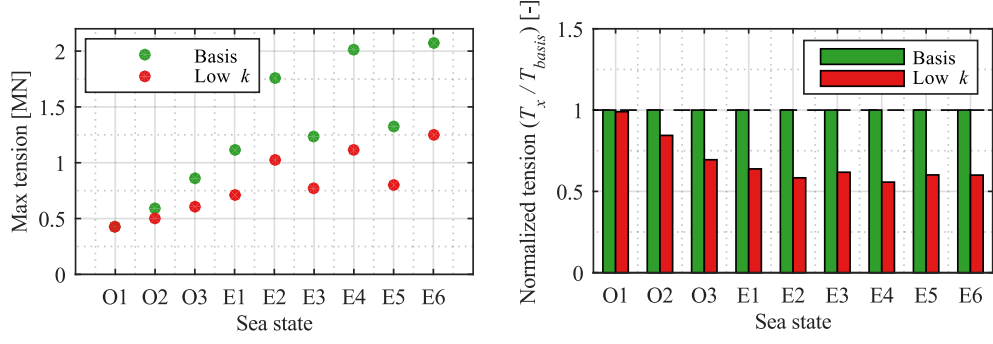 Max tension [MN]
2
1.5
1
0.5
0
Basis
Low k
O1 O2 O3 E1 E2 E3 E4 E5 E6
Sea state
Normalized tension (T_x / T_basis) [-]
1.5
1
0.5
0
Basis
Low k
O1 O2 O3 E1 E2 E3 E4 E5 E6
Sea state